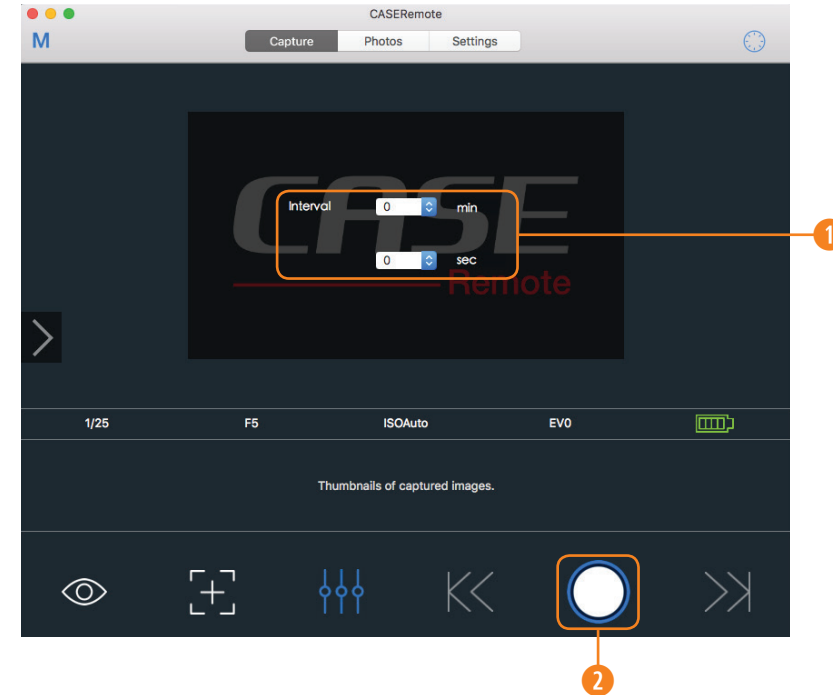 CASERemote
M
Capture Photos Settings
CASE
Interval 0 min
0 sec
Remote
1
1/25 F5 ISOAuto EV0
Thumbnails of captured images.
2